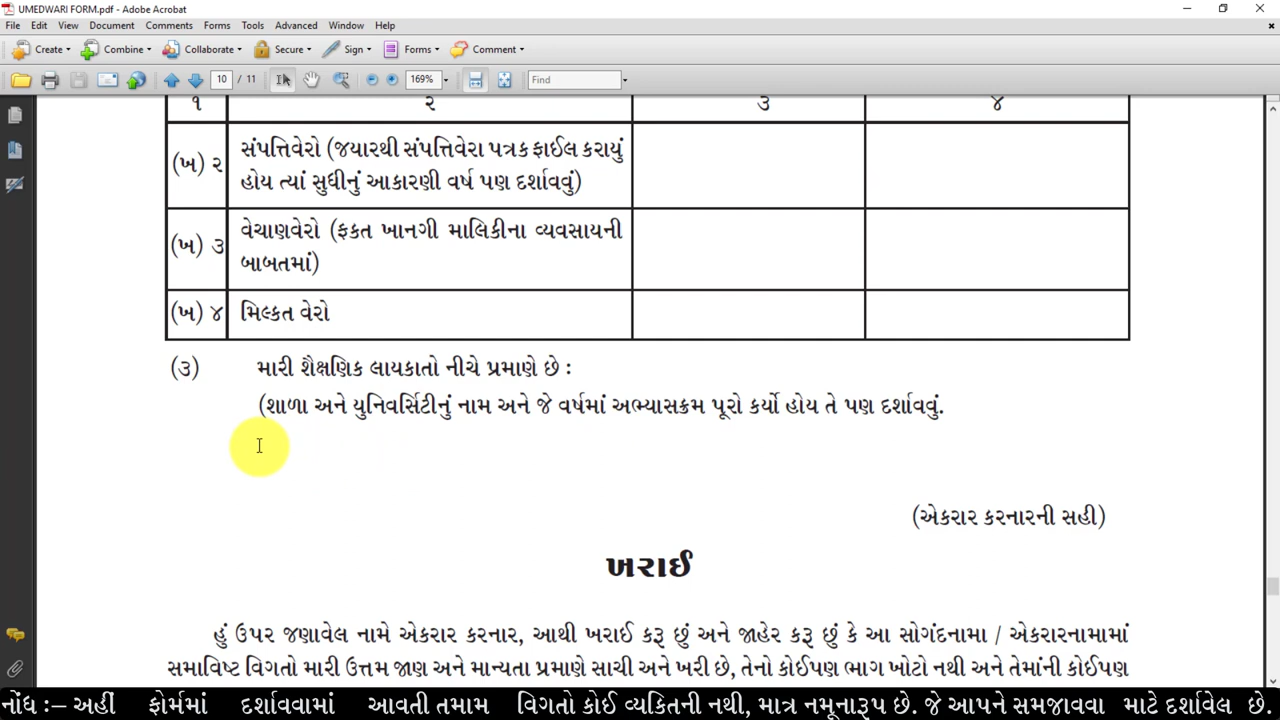 UMEDWARI FORM.pdf - Adobe Acrobat
File Edit View Document Comments Forms Tools Advanced Window Help
Create Combine Collaborate Secure Sign Forms Comment
10 / 11 169% Find
૧ ૨ ૩ ૪
(ખ) ૨ સંપત્તિવેરો (જયારથી સંપત્તિવેરા પત્રક ફાઈલ કરાયું
હોય ત્યાં સુધીનું આકારણી વર્ષ પણ દર્શાવવું)
(ખ) ૩ વેચાણવેરો (ફકત ખાનગી માલિકીના વ્યવસાયની
બાબતમાં)
(ખ) ૪ મિલ્કત વેરો
(૩) મારી શૈક્ષણિક લાયકાતો નીચે પ્રમાણે છે :
(શાળા અને યુનિવર્સિટીનું નામ અને જે વર્ષમાં અભ્યાસક્રમ પૂરો કર્યો હોય તે પણ દર્શાવવું.
(એકરાર કરનારની સહી)
ખરાઈ
હું ઉપર જણાવેલ નામે એકરાર કરનાર, આથી ખરાઈ કરૂ છું અને જાહેર કરૂ છું કે આ સોગંદનામા / એકરારનામામાં
સમાવિષ્ટ વિગતો મારી ઉત્તમ જાણ અને માન્યતા પ્રમાણે સાચી અને ખરી છે, તેનો કોઈપણ ભાગ ખોટો નથી અને તેમાંની કોઈપણ
નોંધ :– અહીં ફોર્મમાં દર્શાવવામાં આવતી તમામ વિગતો કોઈ વ્યકિતની નથી, માત્ર નમૂનારૂપ છે. જે આપને સમજાવવા માટે દર્શાવેલ છે.